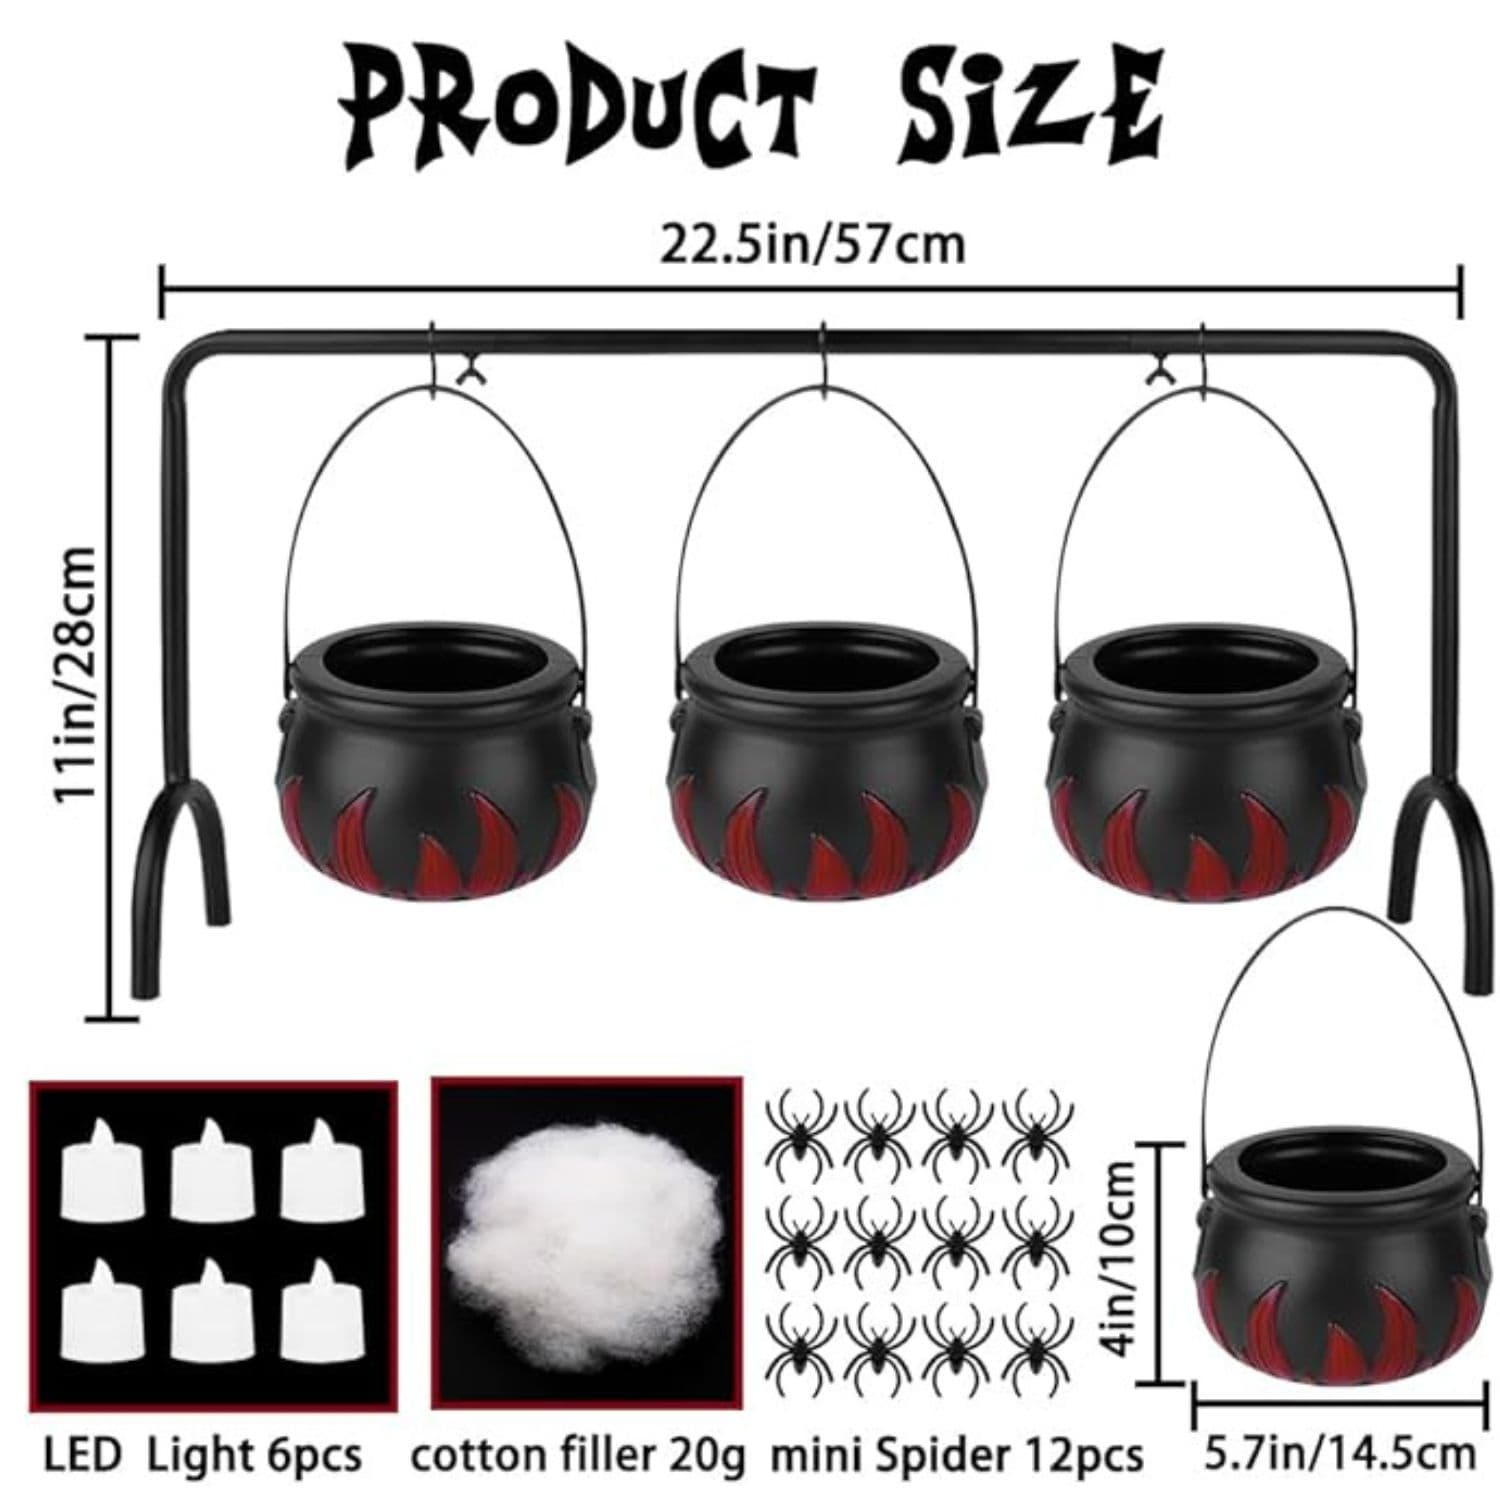 PRODUCT SiZE
22.5in/57cm
11in/28cm
4in/10cm
5.7in/14.5cm
LED Light 6pcs
cotton filler 20g
mini Spider 12pcs